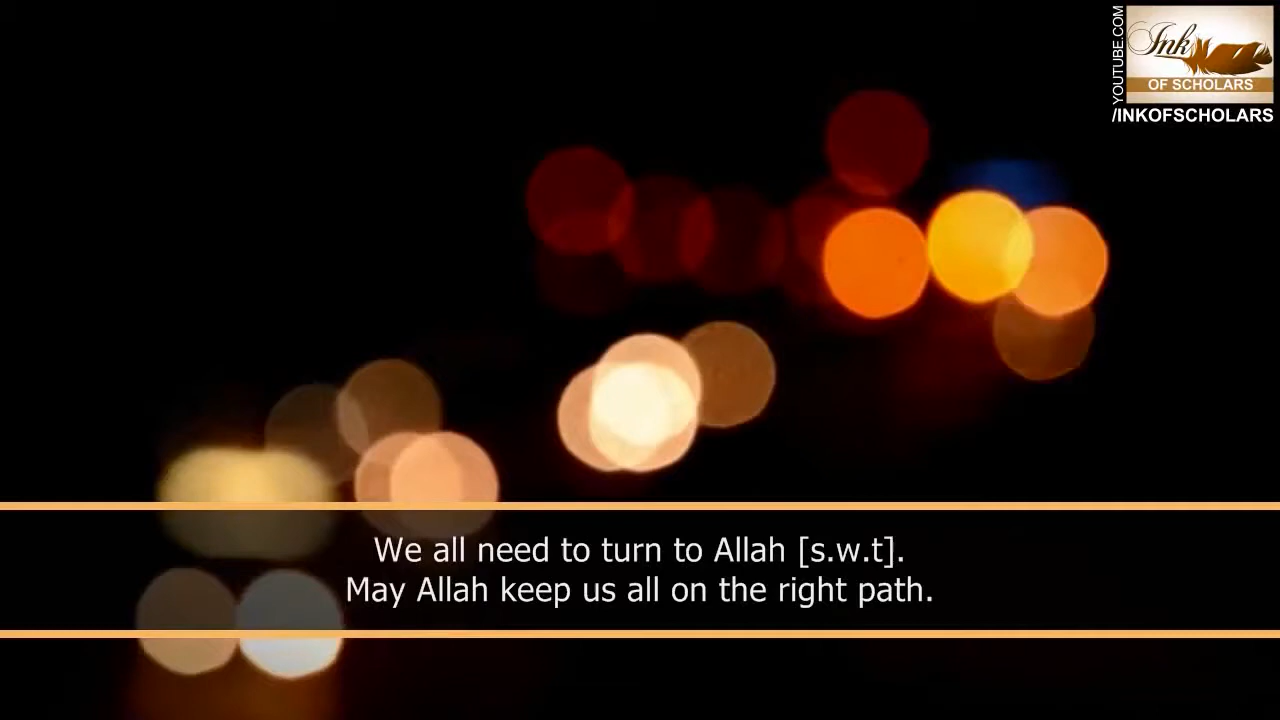 YOUTUBE.COM
Ink
OF SCHOLARS
/INKOFSCHOLARS
We all need to turn to Allah [s.w.t].
May Allah keep us all on the right path.